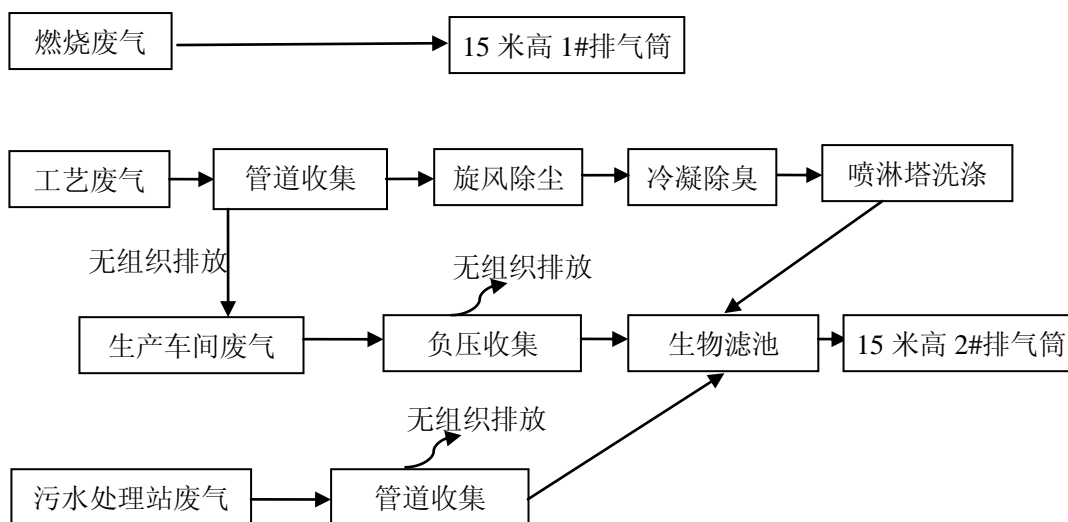 燃烧废气
15 米高 1#排气筒
工艺废气
管道收集
旋风除尘
冷凝除臭
喷淋塔洗涤
无组织排放
无组织排放
生产车间废气
负压收集
生物滤池
15 米高 2#排气筒
无组织排放
污水处理站废气
管道收集